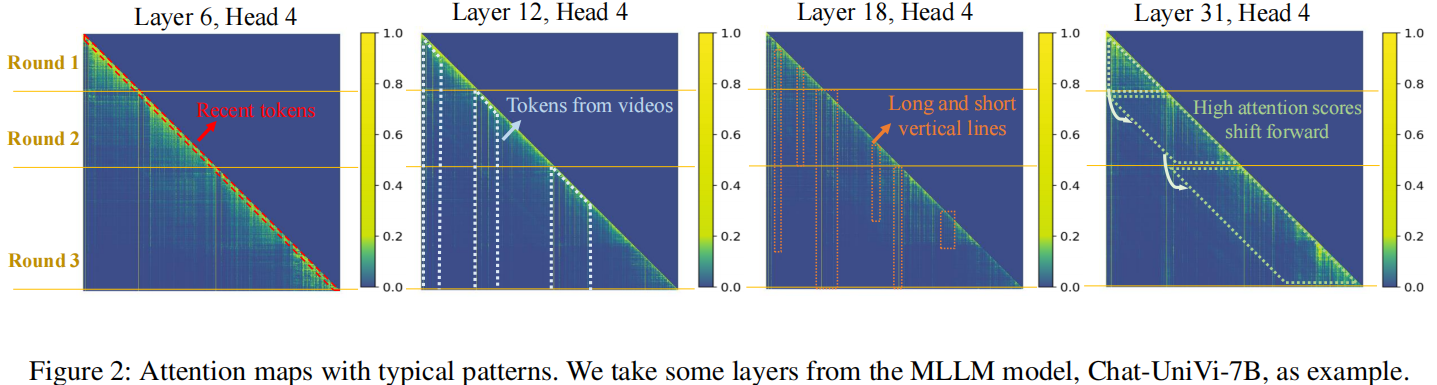 Layer 6, Head 4
Layer 12, Head 4
Layer 18, Head 4
Layer 31, Head 4
Round 1
Round 2
Round 3
Recent tokens
1.0
0.8
0.6
0.4
0.2
0.0
Tokens from videos
1.0
0.8
0.6
0.4
0.2
0.0
Long and short
vertical lines
1.0
0.8
0.6
0.4
0.2
0.0
High attention scores
shift forward
1.0
0.8
0.6
0.4
0.2
0.0
Figure 2: Attention maps with typical patterns. We take some layers from the MLLM model, Chat-UniVi-7B, as example.